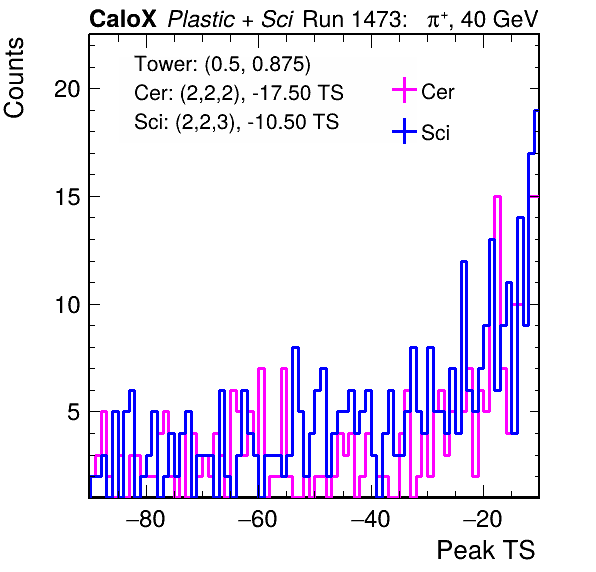 CaloX Plastic + Sci Run 1473: π⁺, 40 GeV
Tower: (0.5, 0.875)
Cer: (2,2,2), -17.50 TS
Sci: (2,2,3), -10.50 TS
Cer
Sci
Counts
20
15
10
5
−80 −60 −40 −20
Peak TS